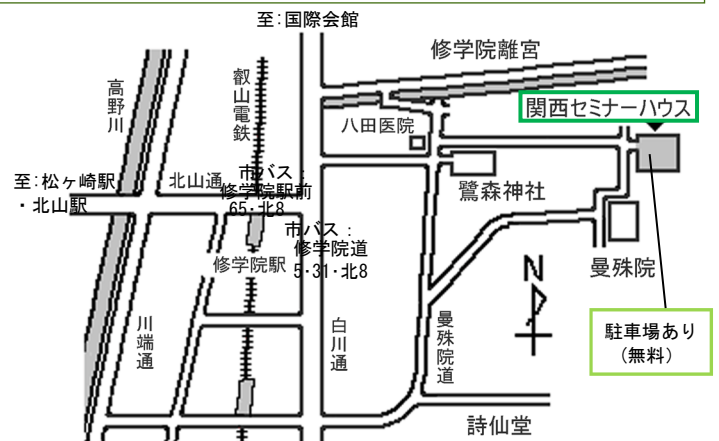 至：国際会館
修学院離宮
高野川
叡山電鉄
関西セミナーハウス
八田医院
至：松ヶ崎駅
・北山駅
北山通
市バス：
修学院駅前
65・北8
鷺森神社
市バス：
修学院道
5・31・北8
修学院駅
曼殊院
N
川端通
白川通
曼殊院道
駐車場あり
（無料）
詩仙堂